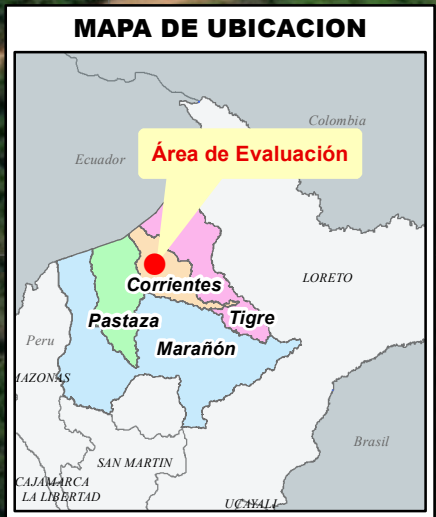 MAPA DE UBICACION
Colombia
Ecuador
Área de Evaluación
LORETO
Corrientes
Pastaza
Tigre
Peru
Marañón
MAZONAS
Brasil
SAN MARTIN
CAJAMARCA
LA LIBERTAD
UCAYALI